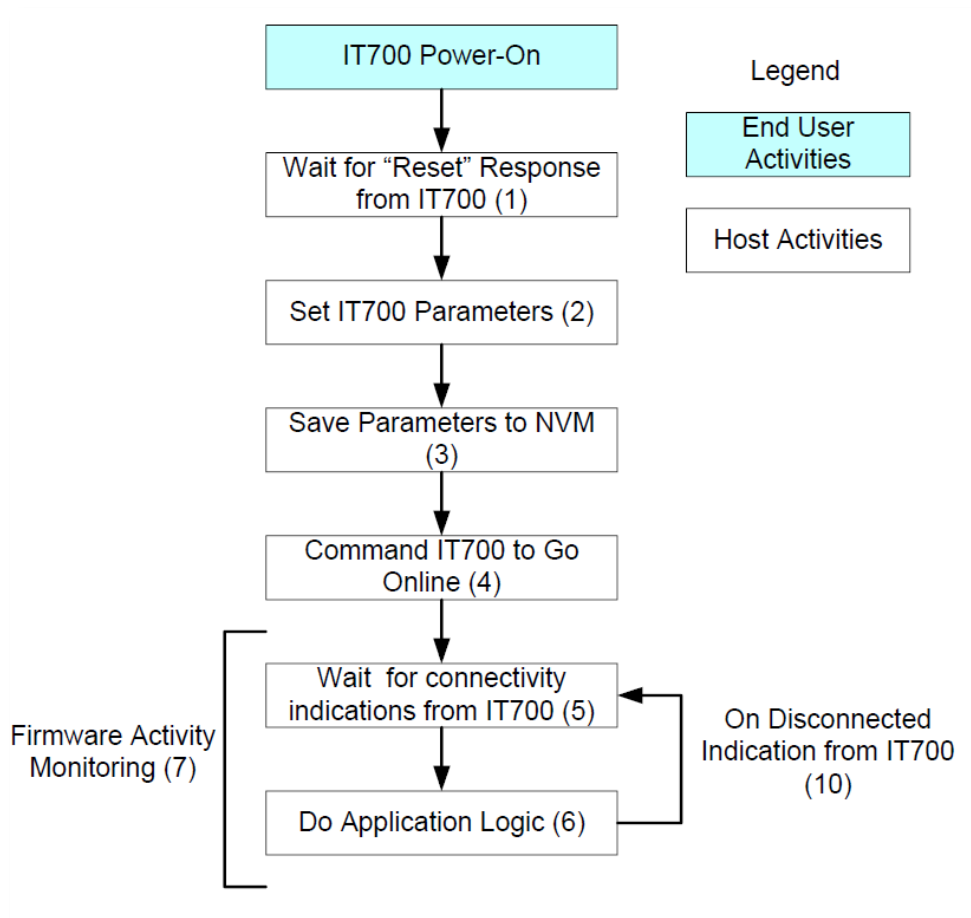 IT700 Power-On
Legend
End User
Activities
Wait for “Reset” Response
from IT700 (1)
Host Activities
Set IT700 Parameters (2)
Save Parameters to NVM
(3)
Command IT700 to Go
Online (4)
Wait for connectivity
indications from IT700 (5)
Firmware Activity
Monitoring (7)
On Disconnected
Indication from IT700
(10)
Do Application Logic (6)